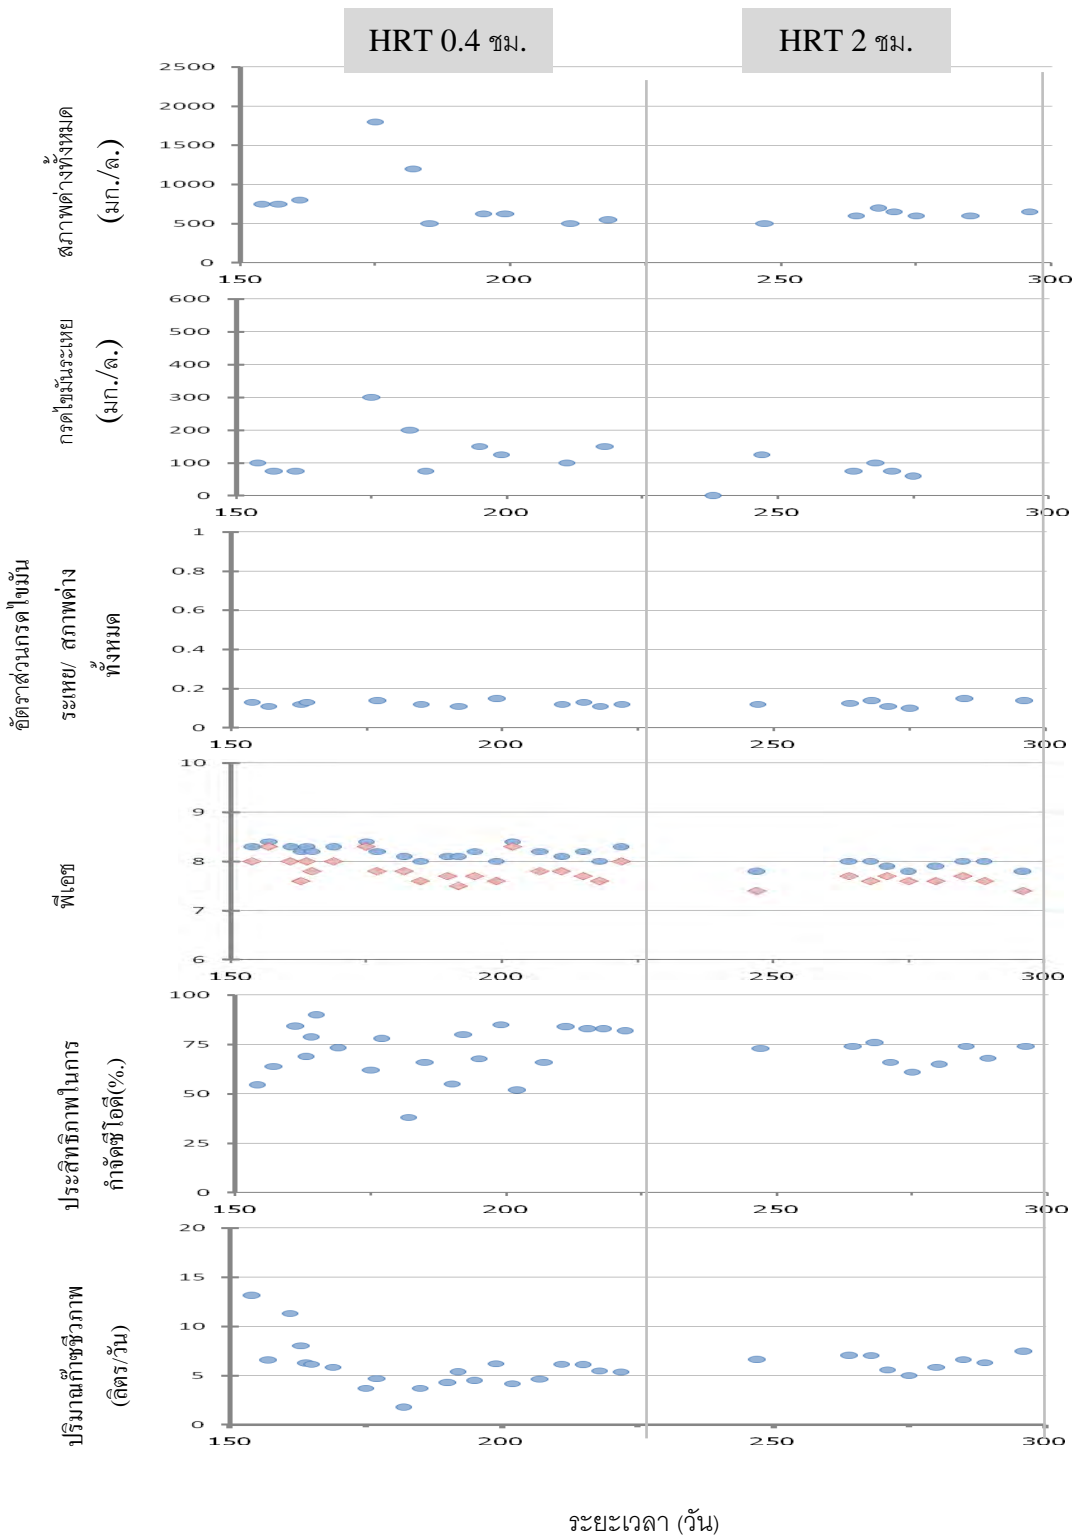 HRT 0.4 ชม.
HRT 2 ชม.
สภาพด่างทั้งหมด
(มก./ล.)
2500
2000
1500
1000
500
0
150 200 250 300
กรดไขมันระเหย
(มก./ล.)
600
500
400
300
200
100
0
150 200 250 300
อัตราส่วนกรดไขมัน
ระเหย/ สภาพด่าง
ทั้งหมด
1
0.8
0.6
0.4
0.2
0
150 200 250 300
พีเอช
10
9
8
7
6
150 200 250 300
ประสิทธิภาพในการ
กำจัดซีโอดี(%.)
100
75
50
25
0
150 200 250 300
ปริมาณก๊าซชีวภาพ
(ลิตร/วัน)
20
15
10
5
0
150 200 250 300
ระยะเวลา (วัน)